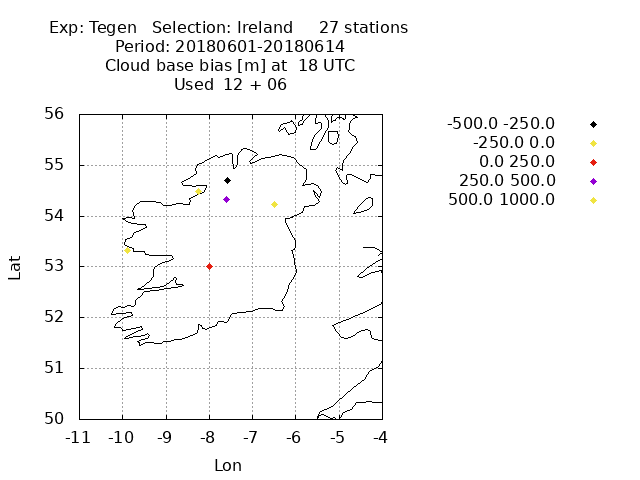 Exp: Tegen   Selection: Ireland     27 stations
Period: 20180601-20180614
Cloud base bias [m] at  18 UTC
Used  12 + 06
-500.0 -250.0
-250.0 0.0
0.0 250.0
250.0 500.0
500.0 1000.0
56
55
54
53
52
51
50
Lat
-11 -10 -9 -8 -7 -6 -5 -4
Lon